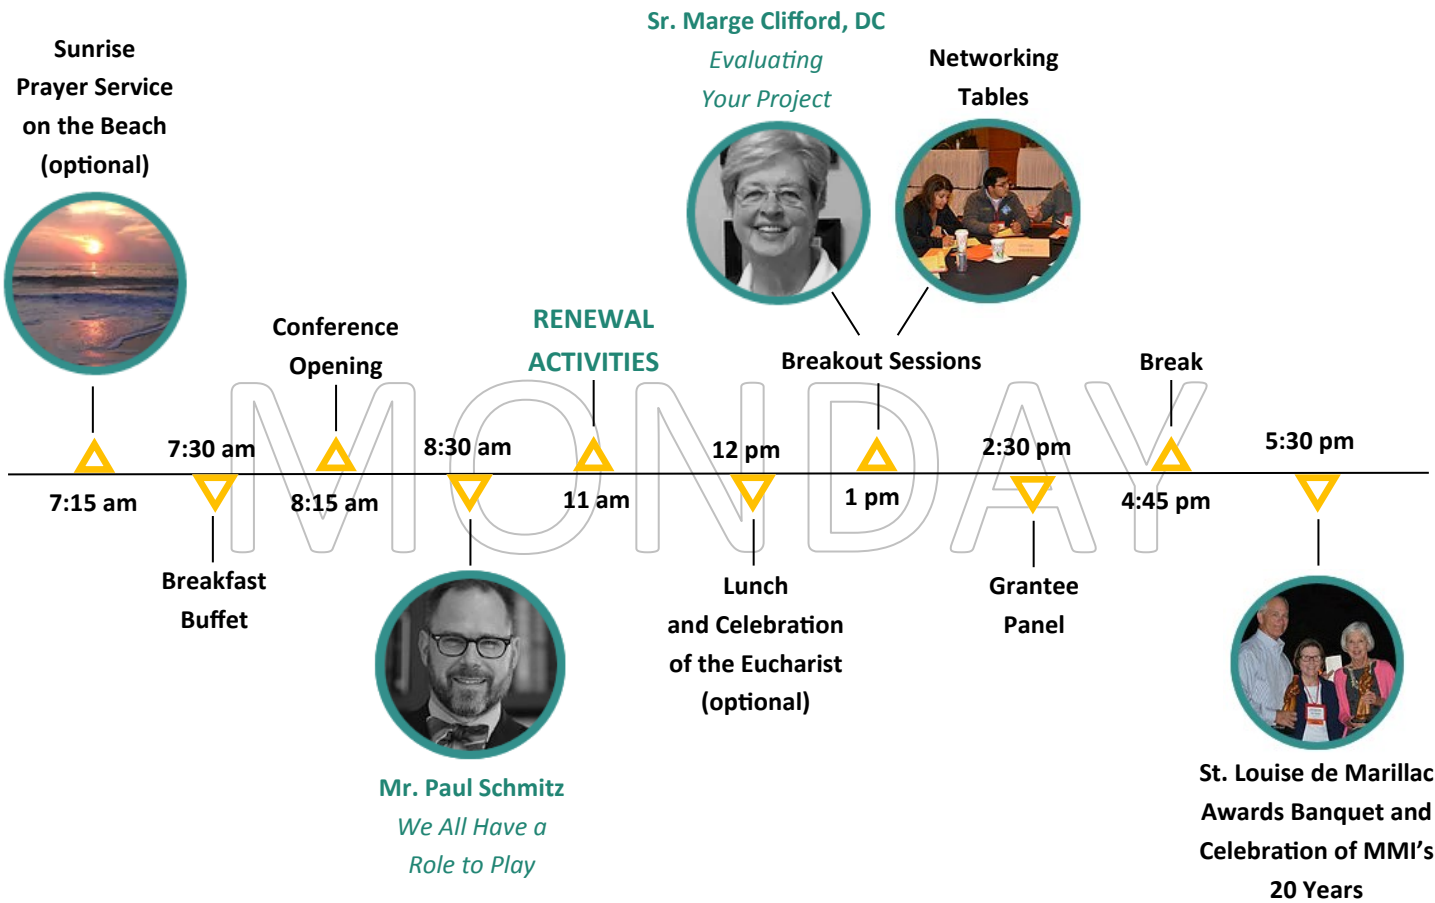 Sunrise
Prayer Service
on the Beach
(optional)
Sr. Marge Clifford, DC
Evaluating
Your Project
Networking
Tables
Conference
Opening
RENEWAL
ACTIVITIES
Breakout Sessions
Break
MONDAY
7:30 am
8:30 am
12 pm
2:30 pm
5:30 pm
7:15 am
8:15 am
11 am
1 pm
4:45 pm
Breakfast
Buffet
Mr. Paul Schmitz
We All Have a
Role to Play
Lunch
and Celebration
of the Eucharist
(optional)
Grantee
Panel
St. Louise de Marillac
Awards Banquet and
Celebration of MMI's
20 Years